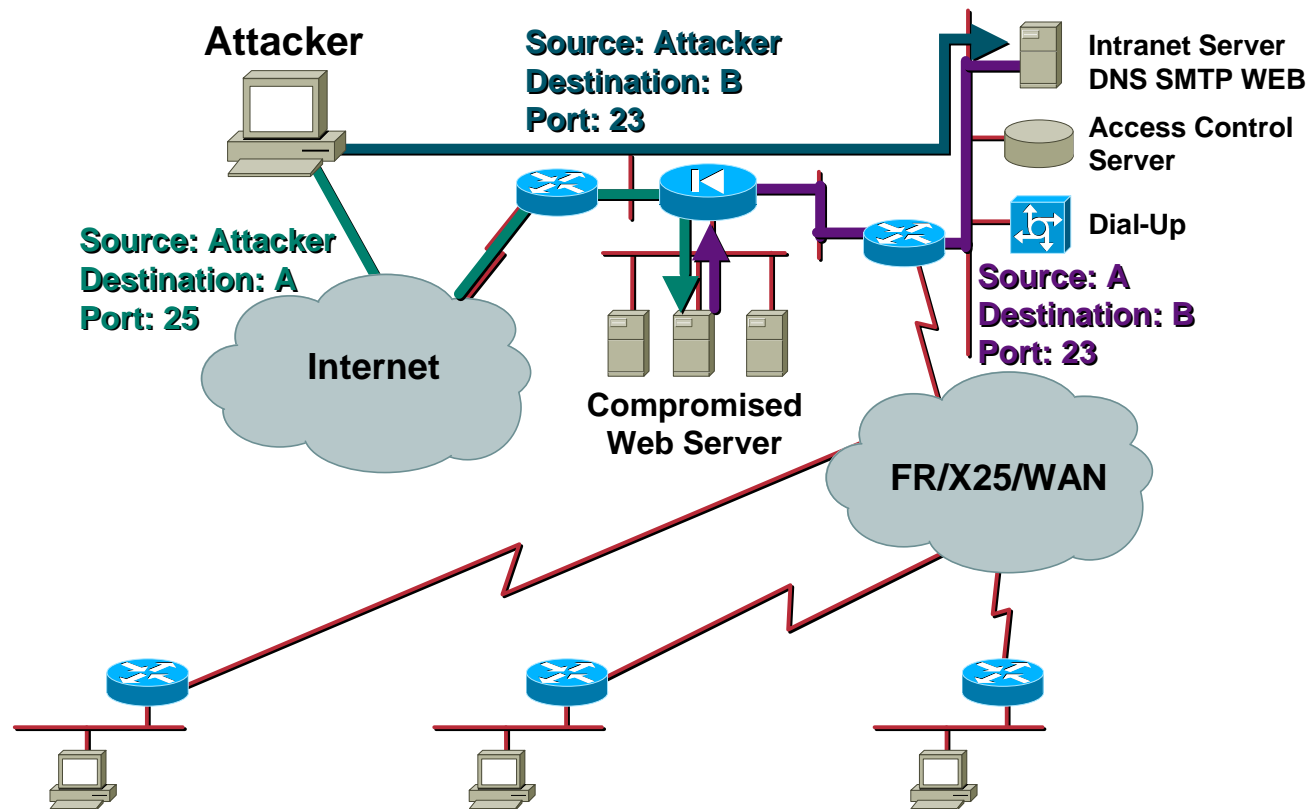 Attacker
Source: Attacker
Destination: B
Port: 23
Intranet Server
DNS SMTP WEB
Access Control
Server
Dial-Up
Source: Attacker
Destination: A
Port: 25
Source: A
Destination: B
Port: 23
Internet
Compromised
Web Server
FR/X25/WAN